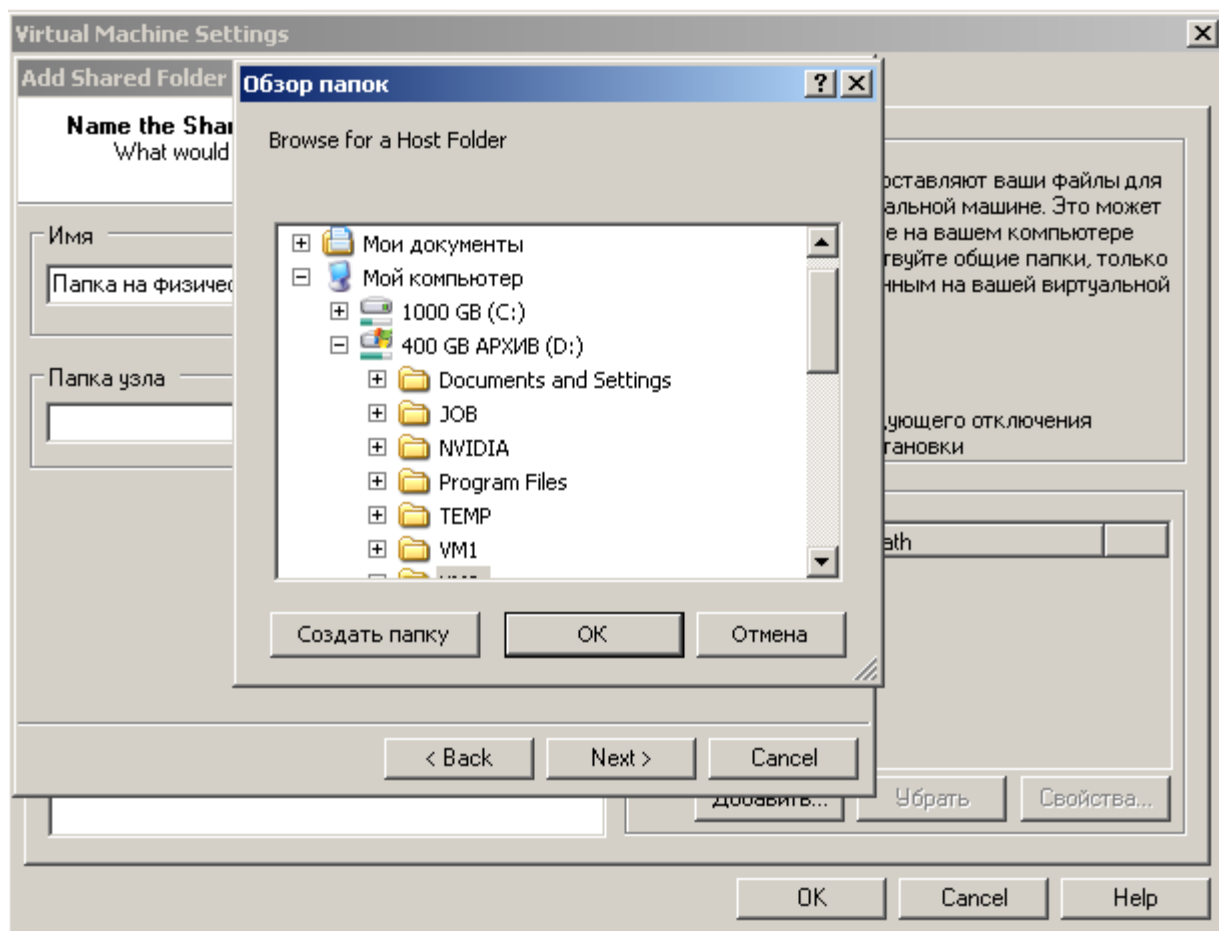 Virtual Machine Settings
Add Shared Folder
Обзор папок
Name the Shar
What would
Browse for a Host Folder
Имя
Папка на физичес
Папка узла
Мои документы
Мой компьютер
1000 GB (C:)
400 GB АРХИВ (D:)
Documents and Settings
JOB
NVIDIA
Program Files
TEMP
VM1
Создать папку
OK
Отмена
оставляют ваши файлы для
альной машине. Это может
е на вашем компьютере
твуйте общие папки, только
нным на вашей виртуальной
ующего отключения
тановки
ath
< Back
Next >
Cancel
Добавить...
Убрать
Свойства...
OK
Cancel
Help